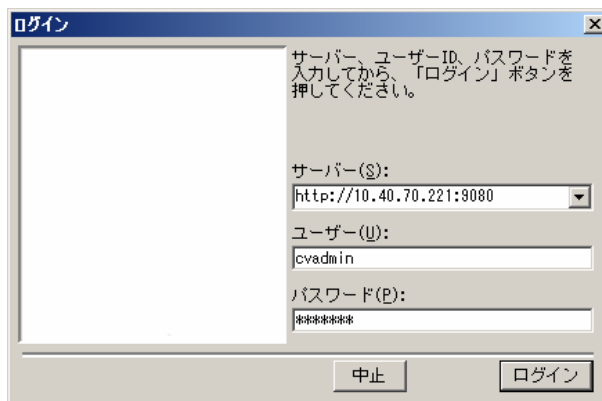 ログイン
サーバー、ユーザーID、パスワードを
入力してから、「ログイン」ボタンを
押してください。
サーバー(S):
http://10.40.70.221:9080
ユーザー(U):
cvadmin
パスワード(P):
*******
中止
ログイン